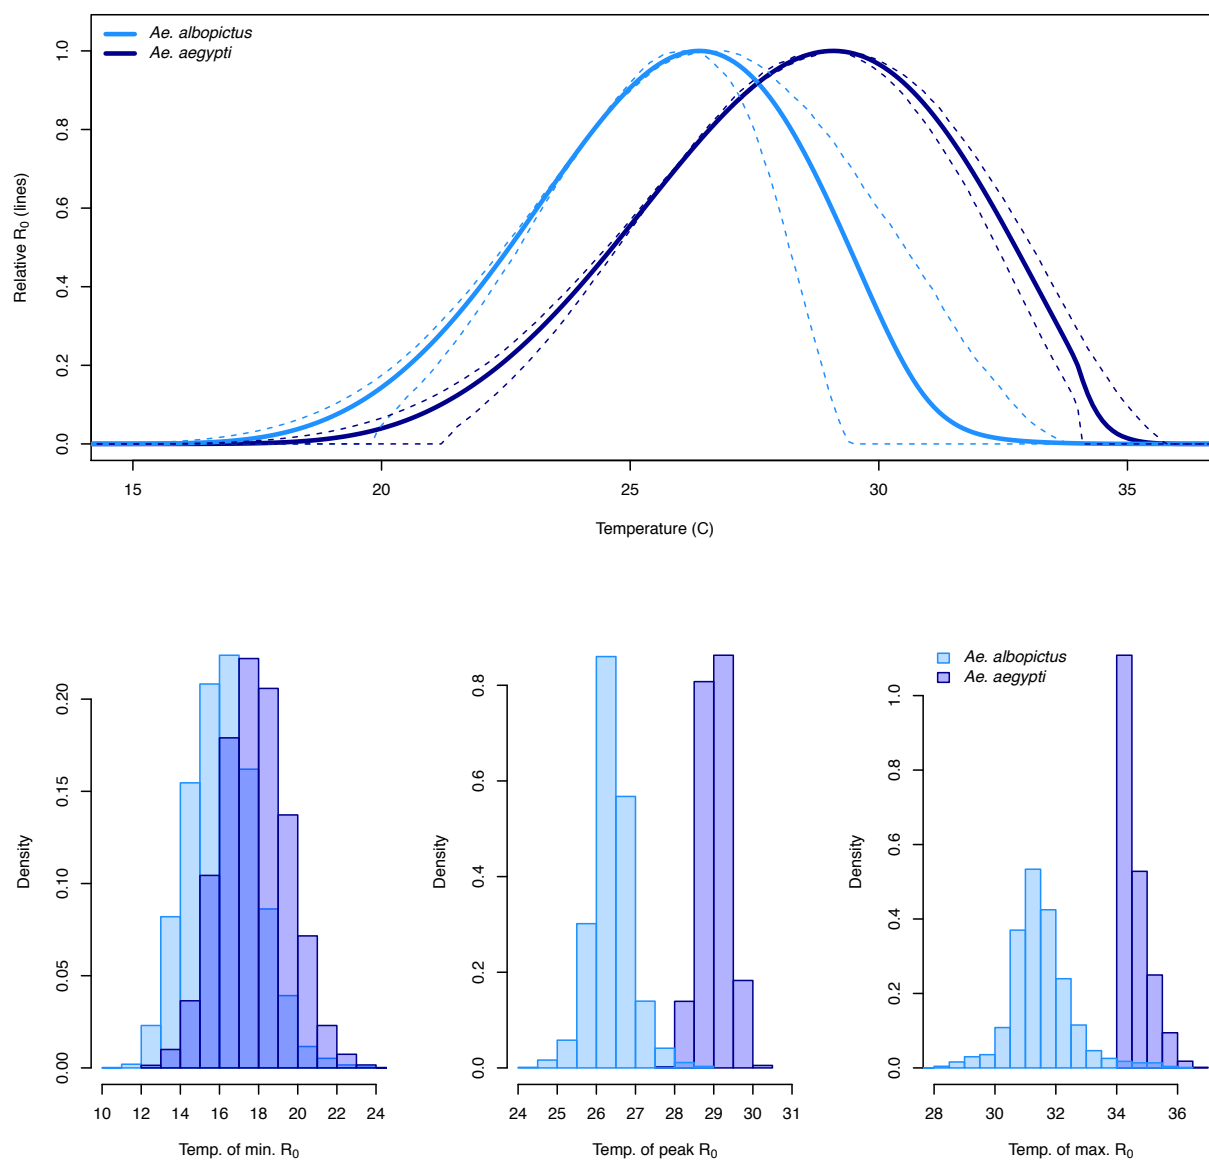 Ae. albopictus
Ae. aegypti
Relative R0 (lines)
1.0
0.8
0.6
0.4
0.2
0.0
15 20 25 30 35
Temperature (C)
Density
0.20
0.15
0.10
0.05
0.00
10 12 14 16 18 20 22 24
Temp. of min. R0
Density
0.8
0.6
0.4
0.2
0.0
24 25 26 27 28 29 30 31
Temp. of peak R0
Ae. albopictus
Ae. aegypti
Density
1.0
0.8
0.6
0.4
0.2
0.0
28 30 32 34 36
Temp. of max. R0